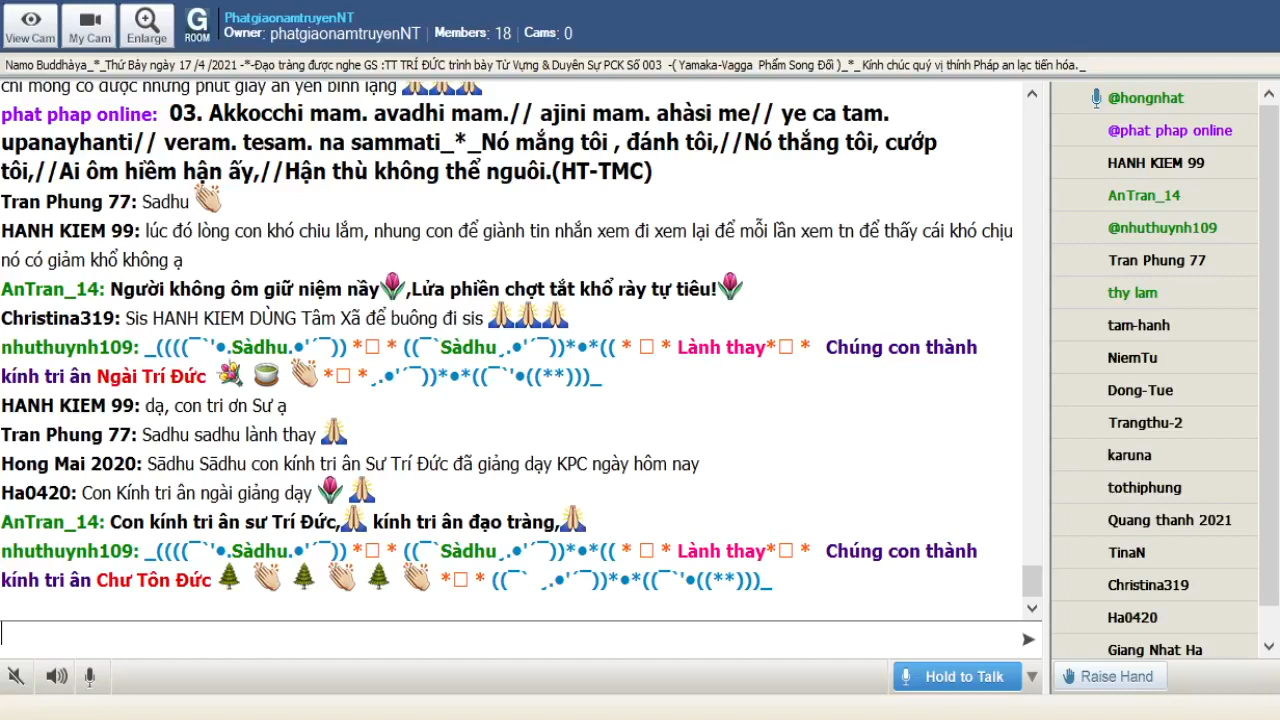 View Cam
My Cam
Enlarge
G ROOM
PhatgiaonamtruyenNT
Owner: phatgiaonamtruyenNT | Members: 18 | Cams: 0
Namo Buddhàya_*_Thứ Bảy ngày 17 /4 /2021 -*-Đạo tràng được nghe GS :TT TRÍ ĐỨC trình bày Từ Vựng & Duyên Sự PCK Số 003 -( Yamaka-Vagga Phẩm Song Đối )_*_ Kính chúc quý vị thính Pháp an lạc tiến hóa._
chỉ mong có được những phút giây an yên bình lặng 🙏🙏🙏
phat phap online: 03. Akkocchi mam. avadhi mam.// ajini mam. ahàsi me// ye ca tam.
upanayhanti// veram. tesam. na sammati_*_Nó mắng tôi , đánh tôi,//Nó thắng tôi, cướp
tôi,//Ai ôm hiềm hận ấy,//Hận thù không thể nguôi.(HT-TMC)
Tran Phung 77: Sadhu 👏
HANH KIEM 99: lúc đó lòng con khó chiu lắm, nhung con để giành tin nhắn xem đi xem lại để mỗi lần xem tn để thấy cái khó chịu
nó có giảm khổ không ạ
AnTran_14: Người không ôm giữ niệm nầy🌷,Lửa phiền chợt tắt khổ rày tự tiêu!🌷
Christina319: Sis HANH KIEM DÙNG Tâm Xã để buông đi sis 🙏🙏🙏
nhuthuynh109: _((((¯`'•.Sàdhu.•'´¯)) *□ * ((¯`Sàdhu¸.•'´¯))*•*(( * □ * Lành thay*□ * Chúng con thành
kính tri ân Ngài Trí Đức 💐 🍵 👏 *□ *¸.•'´¯))*•*((¯`'•((**)))_
HANH KIEM 99: dạ, con tri ơn Sư ạ
Tran Phung 77: Sadhu sadhu lành thay 🙏
Hong Mai 2020: Sādhu Sādhu con kính tri ân Sư Trí Đức đã giảng dạy KPC ngày hôm nay
Ha0420: Con Kính tri ân ngài giảng dạy 🌷 🙏
AnTran_14: Con kính tri ân sư Trí Đức,🙏 kính tri ân đạo tràng,🙏
nhuthuynh109: _((((¯`'•.Sàdhu.•'´¯)) *□ * ((¯`Sàdhu¸.•'´¯))*•*(( * □ * Lành thay*□ * Chúng con thành
kính tri ân Chư Tôn Đức 🌲 👏 🌲 👏 🌲 👏 *□ * ((¯` ¸.•'´¯))*•*((¯`'•((**)))_
Hold to Talk
@hongnhat
@phat phap online
HANH KIEM 99
AnTran_14
@nhuthuynh109
Tran Phung 77
thy lam
tam-hanh
NiemTu
Dong-Tue
Trangthu-2
karuna
tothiphung
Quang thanh 2021
TinaN
Christina319
Ha0420
Giang Nhat Ha
Raise Hand